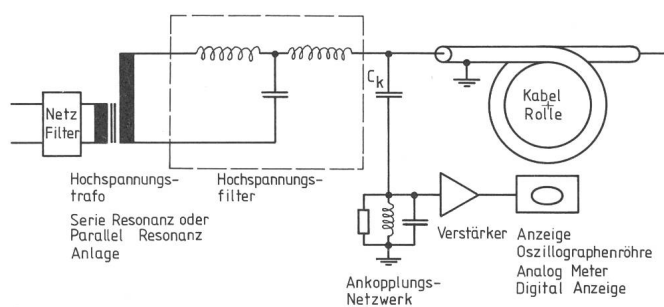 Netz
Filter
Hochspannungs-
trafo
Serie Resonanz oder
Parallel Resonanz
Anlage
Hochspannungs-
filter
Ck
Kabel
Rolle
Ankopplungs-
Netzwerk
Verstärker
Anzeige
Oszillographenröhre
Analog Meter
Digital Anzeige